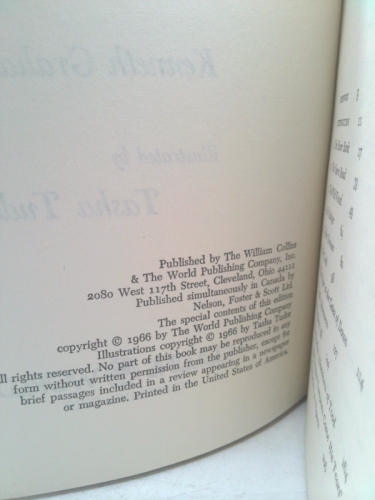 Kenneth Graha
Illustrated by
Tasha Tud
Published by The William Collins
& The World Publishing Company, Inc.
2080 West 117th Street, Cleveland, Ohio 44111
Published simultaneously in Canada by
Nelson, Foster & Scott Ltd.
The special contents of this edition
copyright © 1966 by The World Publishing Company
Illustrations copyright © 1966 by Tasha Tudor
ll rights reserved. No part of this book may be reproduced in any
form without written permission from the publisher, except for
brief passages included in a review appearing in a newspaper
or magazine. Printed in the United States of America.